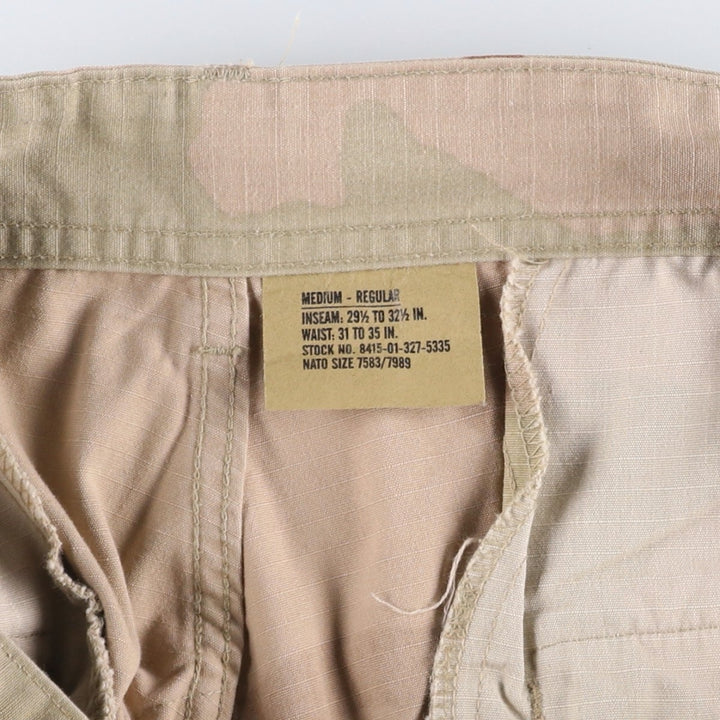 MEDIUM - REGULAR
INSEAM: 29½ TO 32½ IN.
WAIST: 31 TO 35 IN.
STOCK NO. 8415-01-327-5335
NATO SIZE 7583/7989